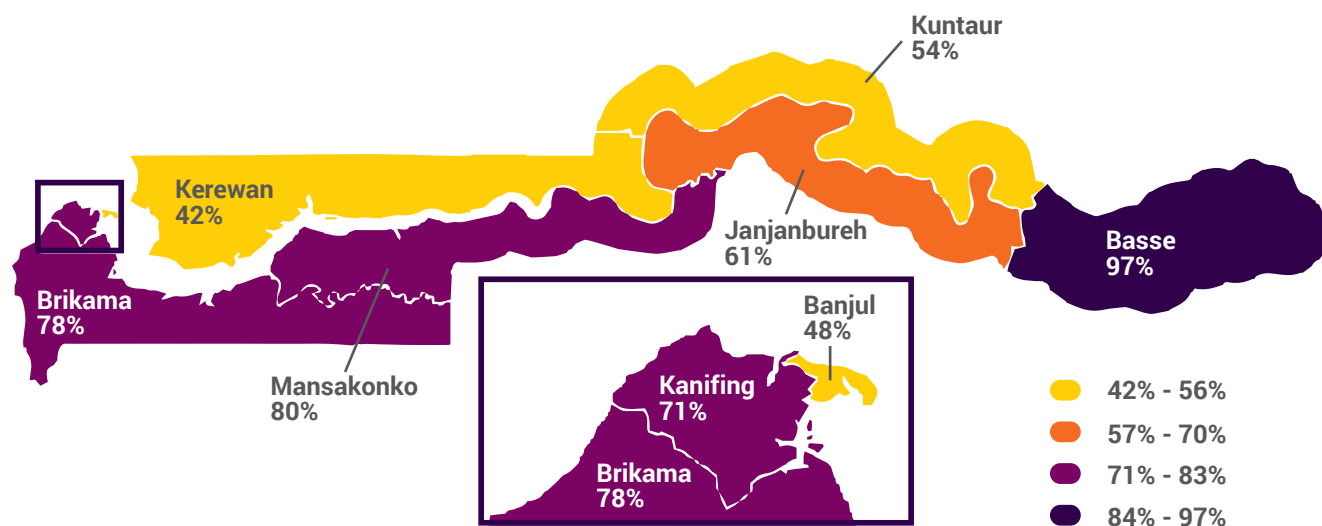 Kuntaur
54%
Kerewan
42%
Janjanbureh
61%
Basse
97%
Brikama
78%
Mansakonko
80%
Banjul
48%
Kanifing
71%
Brikama
78%
42% - 56%
57% - 70%
71% - 83%
84% - 97%